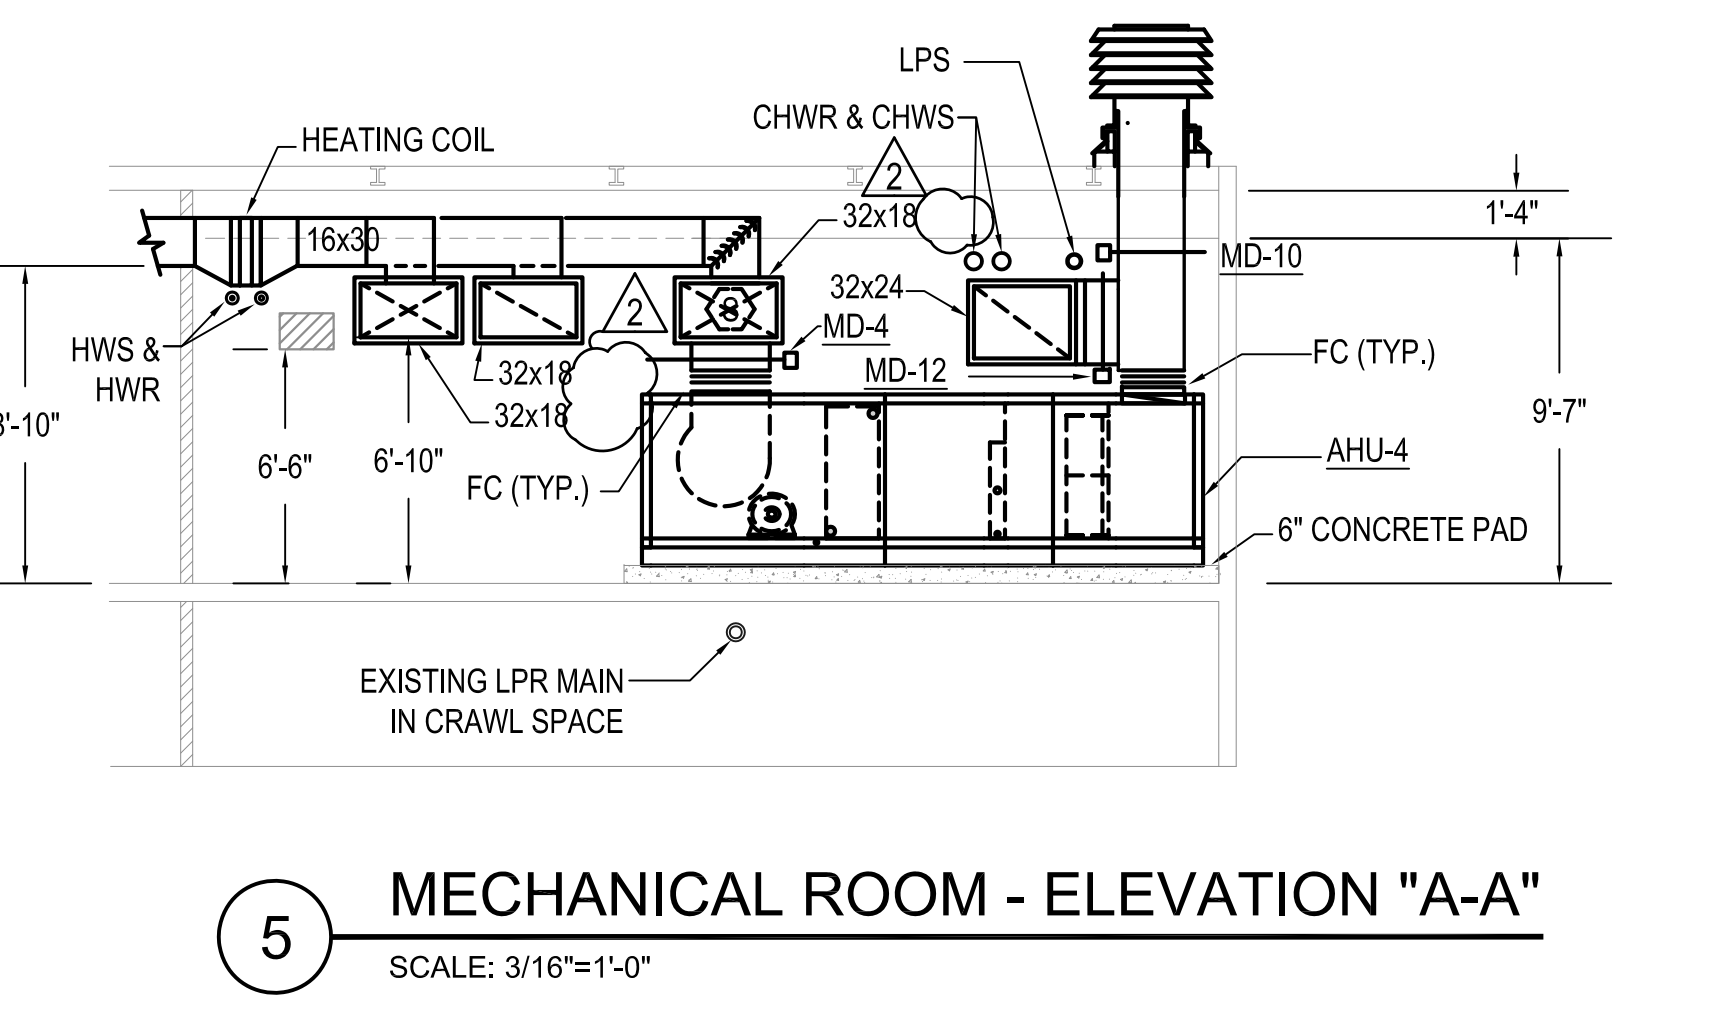 LPS
CHWR & CHWS
HEATING COIL
2
32x18
1'-4"
16x30
MD-10
32x24
2
MD-4
FC (TYP.)
HWS &
HWR
MD-12
32x18
32x18
9'-7"
'-10"
6'-6"
6'-10"
FC (TYP.)
AHU-4
6" CONCRETE PAD
EXISTING LPR MAIN
IN CRAWL SPACE
5
MECHANICAL ROOM - ELEVATION "A-A"
SCALE: 3/16"=1'-0"